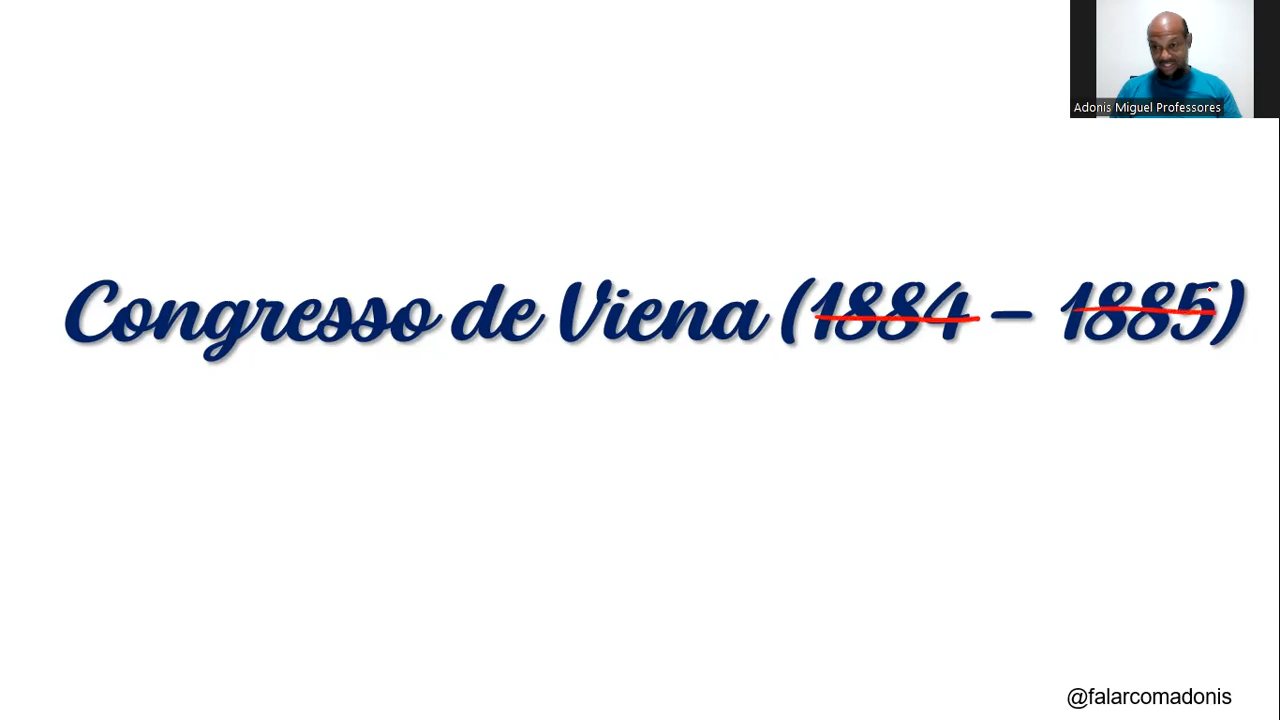 Adonis Miguel Professores
Congresso de Viena (1884 – 1885)
@falarcomadonis